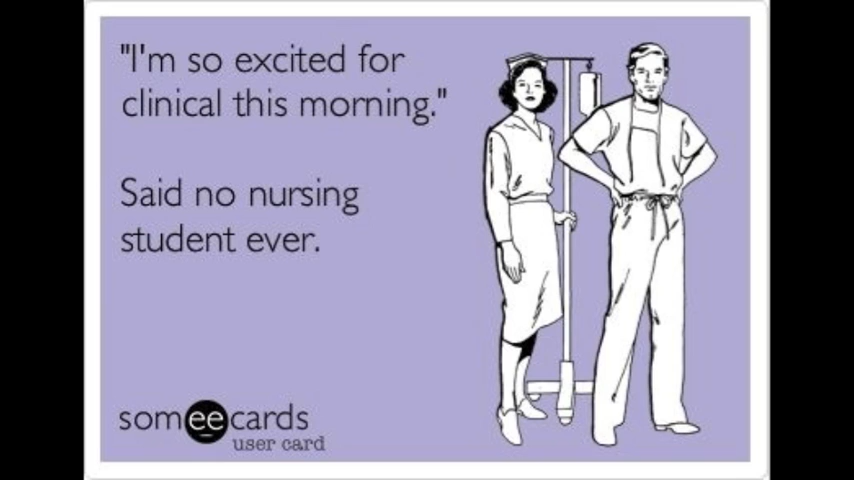 "I'm so excited for
clinical this morning."
Said no nursing
student ever.
someecards
user card